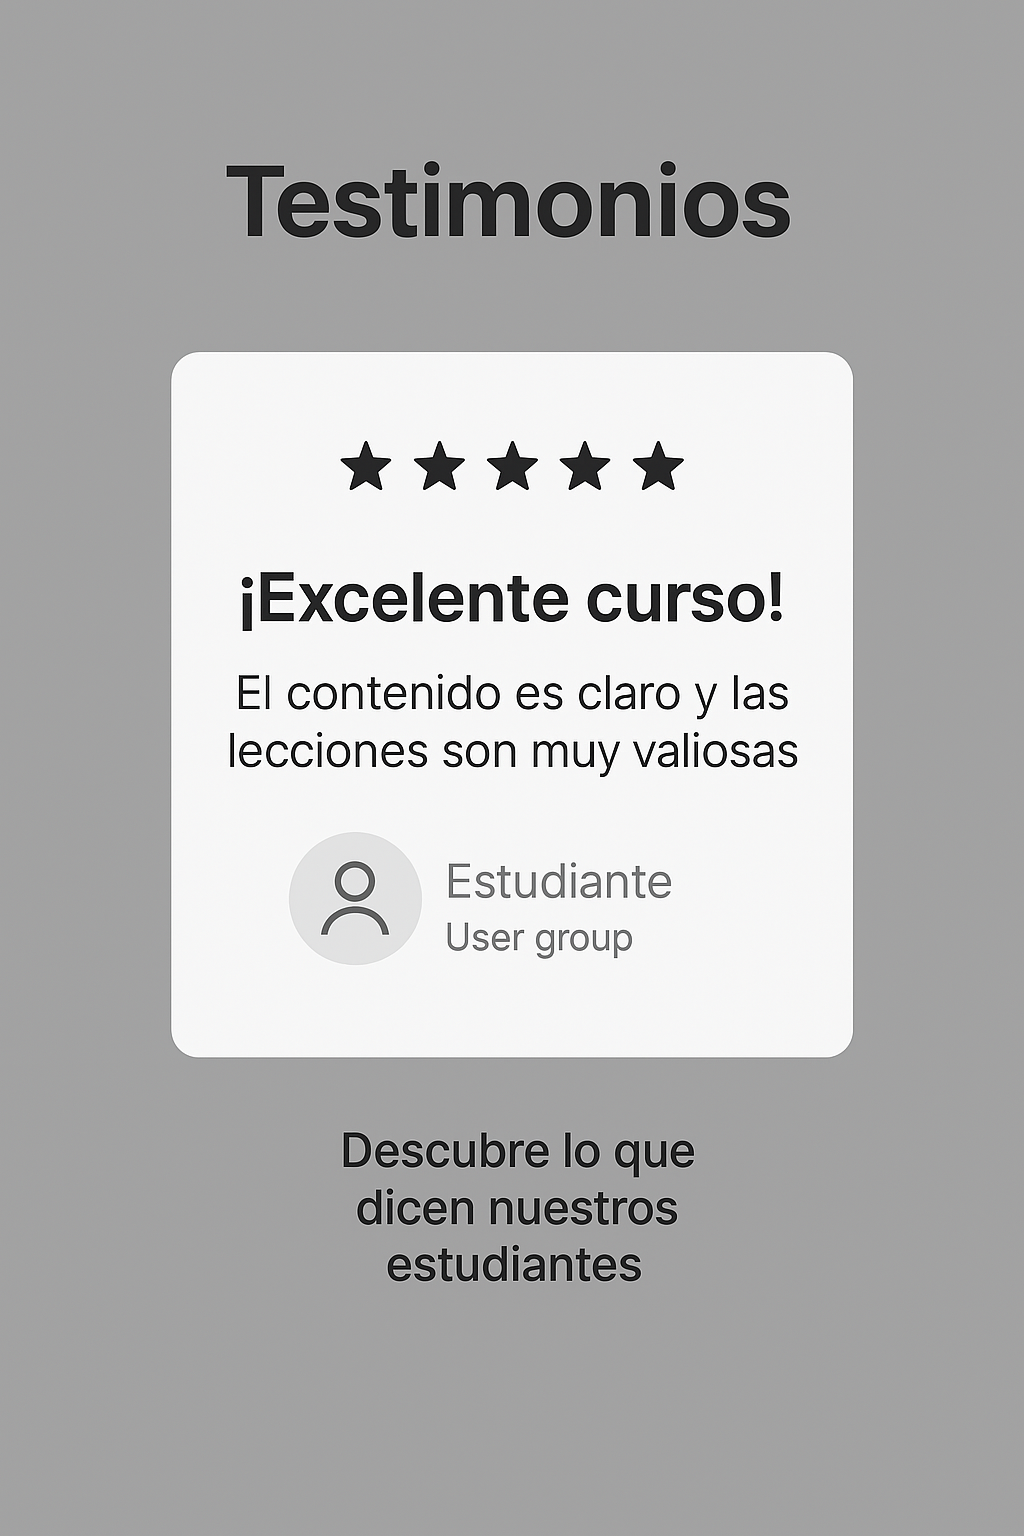 Testimonios
¡Excelente curso!
El contenido es claro y las
lecciones son muy valiosas
Estudiante
User group
Descubre lo que
dicen nuestros
estudiantes